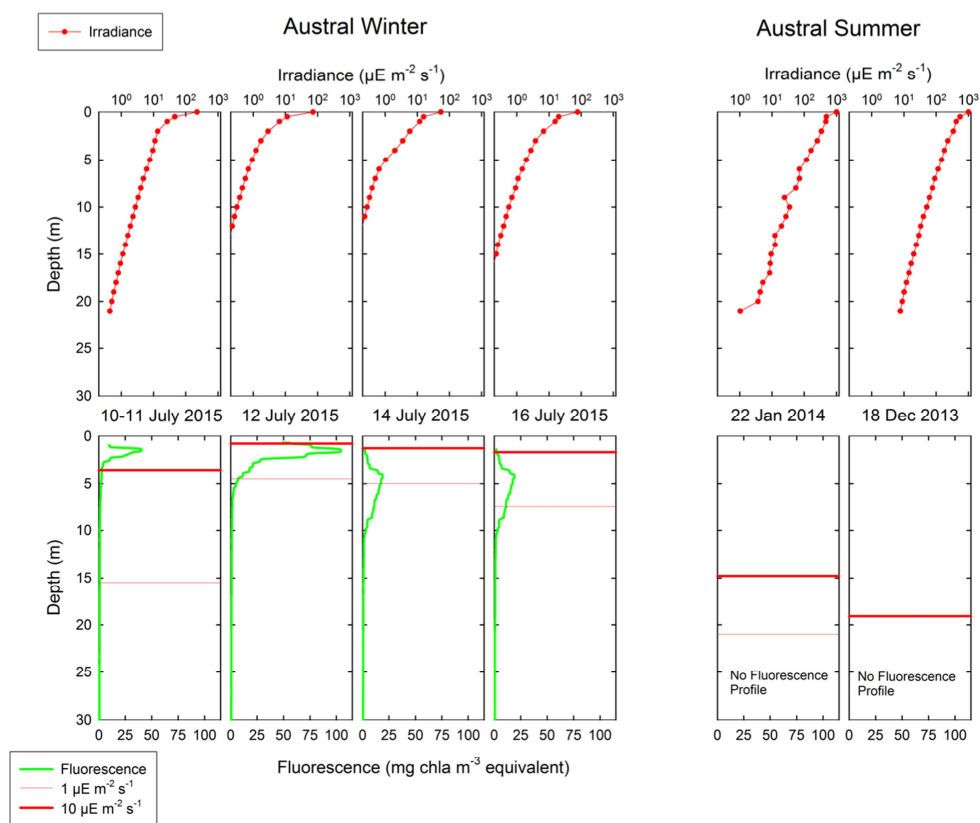 Irradiance
Austral Winter
Austral Summer
Irradiance (µE m⁻² s⁻¹)
Irradiance (µE m⁻² s⁻¹)
10⁰ 10¹ 10² 10³ 10⁰ 10¹ 10² 10³ 10⁰ 10¹ 10² 10³ 10⁰ 10¹ 10² 10³ 10⁰ 10¹ 10² 10³ 10⁰ 10¹ 10² 10³
0
5
10
15
20
25
30
Depth (m)
10-11 July 2015 12 July 2015 14 July 2015 16 July 2015 22 Jan 2014 18 Dec 2013
0
5
10
15
20
25
30
Depth (m)
No Fluorescence
Profile
No Fluorescence
Profile
0 25 50 75 100 0 25 50 75 100 0 25 50 75 100 0 25 50 75 100 0 25 50 75 100 0 25 50 75 100
Fluorescence (mg chla m⁻³ equivalent)
Fluorescence
1 µE m⁻² s⁻¹
10 µE m⁻² s⁻¹